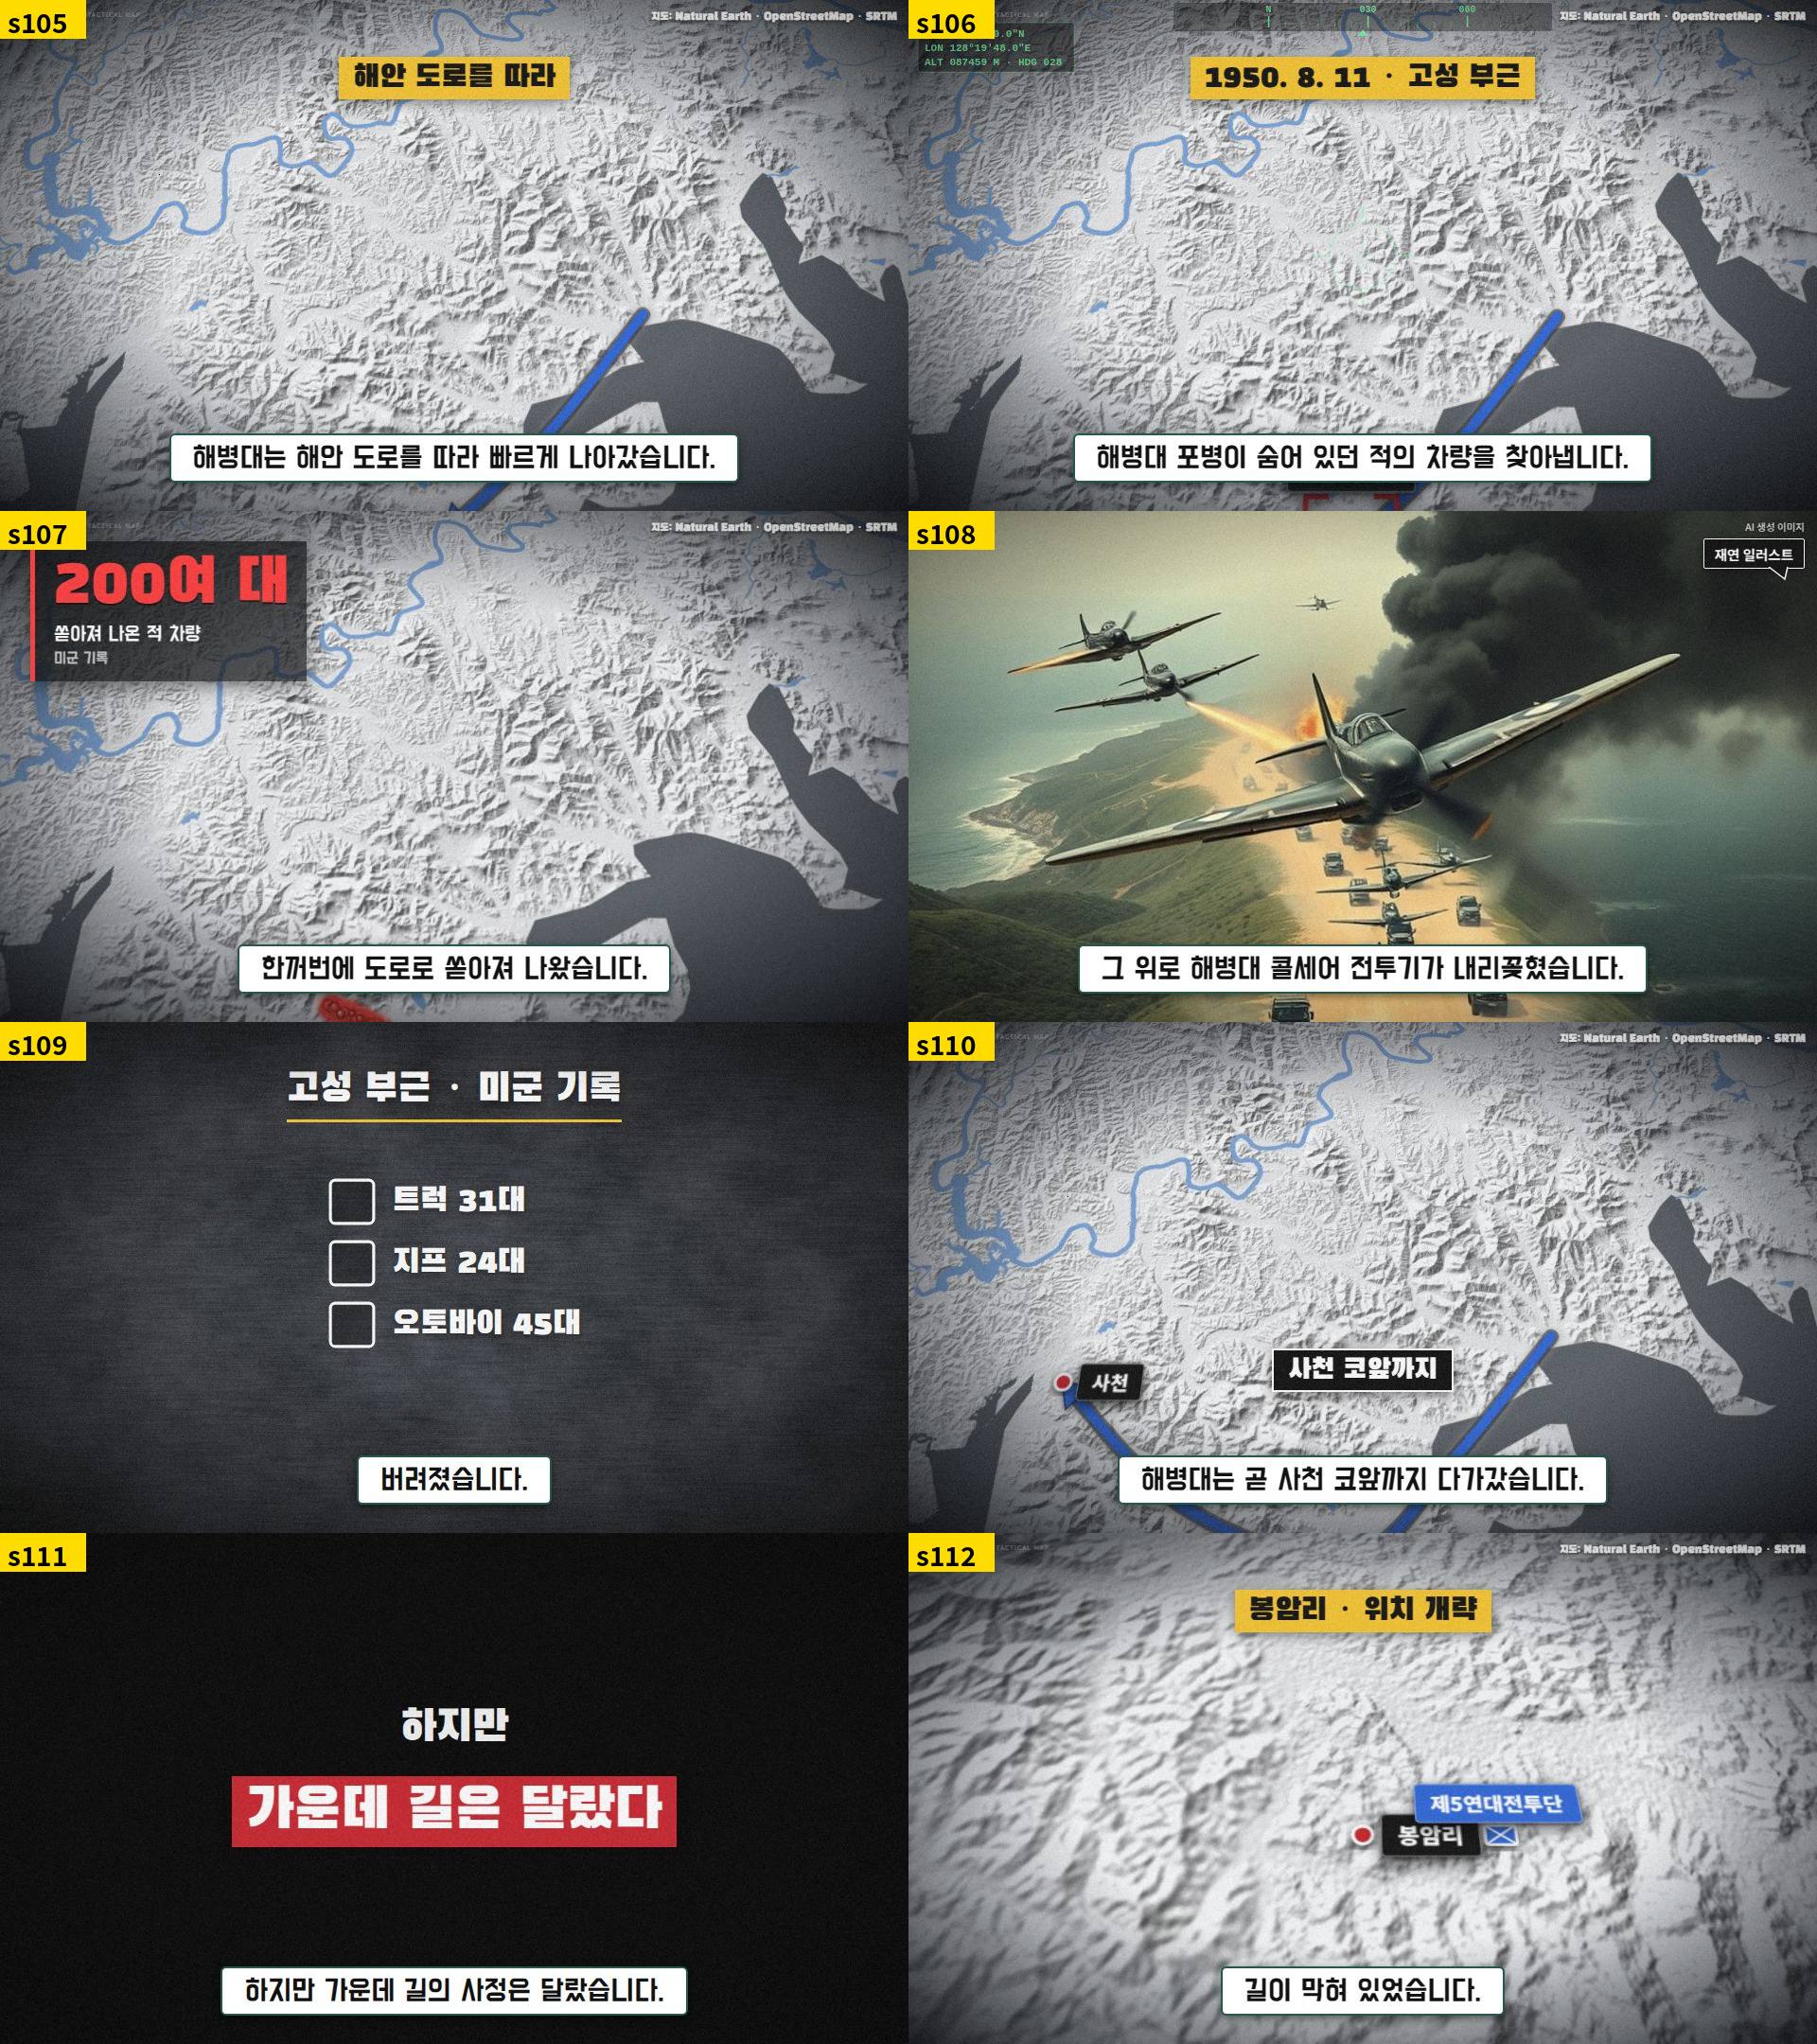 s105
TACTICAL MAP
지도: Natural Earth · OpenStreetMap · SRTM
해안 도로를 따라
해병대는 해안 도로를 따라 빠르게 나아갔습니다.
s106
TACTICAL MAP
N 030 060
지도: Natural Earth · OpenStreetMap · SRTM
0.0"N
LON 128°19'48.0"E
ALT 087459 M · HDG 028
1950. 8. 11 · 고성 부근
해병대 포병이 숨어 있던 적의 차량을 찾아냅니다.
s107
TACTICAL MAP
지도: Natural Earth · OpenStreetMap · SRTM
200여 대
쏟아져 나온 적 차량
미군 기록
한꺼번에 도로로 쏟아져 나왔습니다.
s108
AI 생성 이미지
재연 일러스트
그 위로 해병대 콜세어 전투기가 내리꽂혔습니다.
s109
고성 부근 · 미군 기록
트럭 31대
지프 24대
오토바이 45대
버려졌습니다.
s110
TACTICAL MAP
지도: Natural Earth · OpenStreetMap · SRTM
사천 코앞까지
사천
해병대는 곧 사천 코앞까지 다가갔습니다.
s111
하지만
가운데 길은 달랐다
하지만 가운데 길의 사정은 달랐습니다.
s112
TACTICAL MAP
지도: Natural Earth · OpenStreetMap · SRTM
봉암리 · 위치 개략
제5연대전투단
봉암리
길이 막혀 있었습니다.